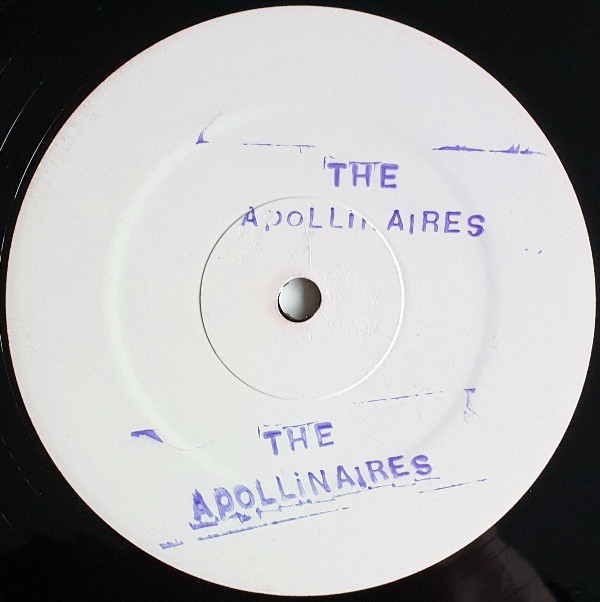 THE
APOLLINAIRES
THE
APOLLiNAIRES